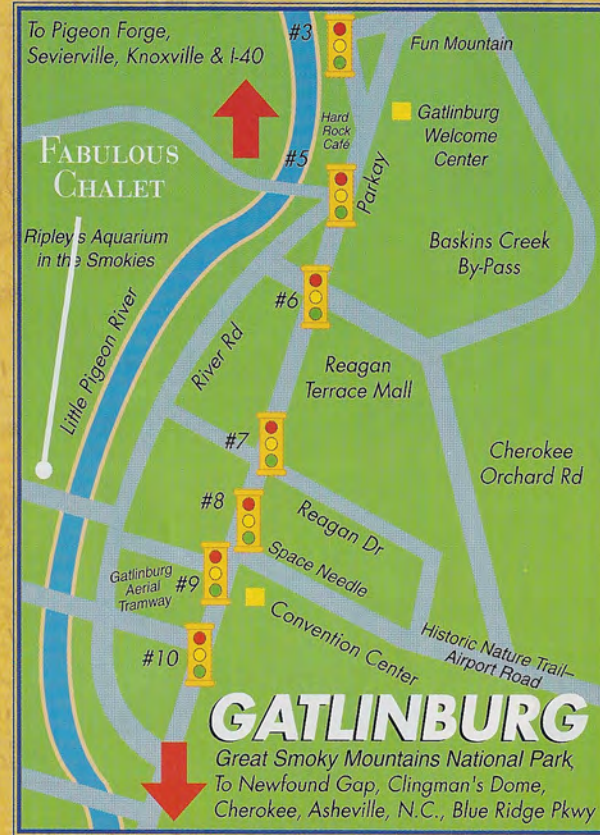 To Pigeon Forge,
Sevierville, Knoxville & I-40
#3
Fun Mountain
Hard
Rock
Café
Gatlinburg
Welcome
Center
#5
Parkay
FABULOUS
CHALET
Ripley's Aquarium
in the Smokies
Baskins Creek
By-Pass
#6
Little Pigeon River
River Rd
Reagan
Terrace Mall
#7
Cherokee
Orchard Rd
#8
Reagan Dr
Space Needle
Gatlinburg
Aerial
Tramway
#9
Convention Center
Historic Nature Trail–
Airport Road
#10
GATLINBURG
Great Smoky Mountains National Park,
To Newfound Gap, Clingman's Dome,
Cherokee, Asheville, N.C., Blue Ridge Pkwy